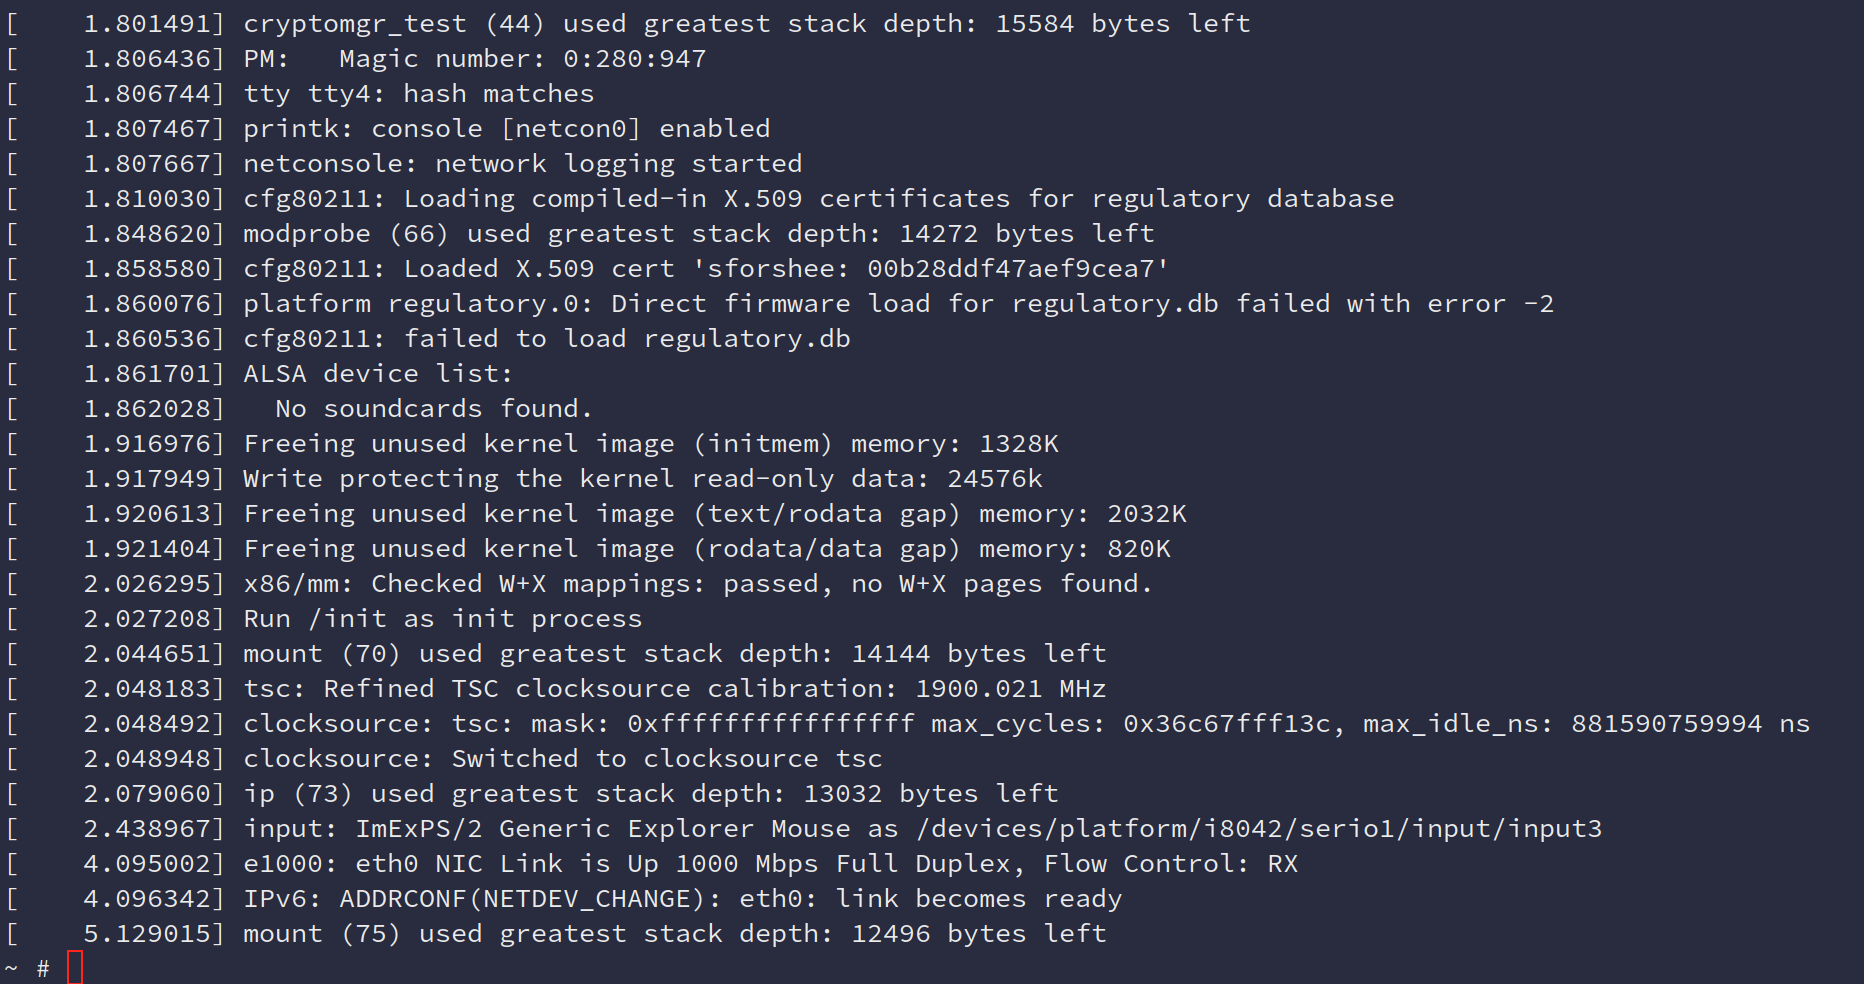 [    1.801491] cryptomgr_test (44) used greatest stack depth: 15584 bytes left
[    1.806436] PM:   Magic number: 0:280:947
[    1.806744] tty tty4: hash matches
[    1.807467] printk: console [netcon0] enabled
[    1.807667] netconsole: network logging started
[    1.810030] cfg80211: Loading compiled-in X.509 certificates for regulatory database
[    1.848620] modprobe (66) used greatest stack depth: 14272 bytes left
[    1.858580] cfg80211: Loaded X.509 cert 'sforshee: 00b28ddf47aef9cea7'
[    1.860076] platform regulatory.0: Direct firmware load for regulatory.db failed with error -2
[    1.860536] cfg80211: failed to load regulatory.db
[    1.861701] ALSA device list:
[    1.862028]   No soundcards found.
[    1.916976] Freeing unused kernel image (initmem) memory: 1328K
[    1.917949] Write protecting the kernel read-only data: 24576k
[    1.920613] Freeing unused kernel image (text/rodata gap) memory: 2032K
[    1.921404] Freeing unused kernel image (rodata/data gap) memory: 820K
[    2.026295] x86/mm: Checked W+X mappings: passed, no W+X pages found.
[    2.027208] Run /init as init process
[    2.044651] mount (70) used greatest stack depth: 14144 bytes left
[    2.048183] tsc: Refined TSC clocksource calibration: 1900.021 MHz
[    2.048492] clocksource: tsc: mask: 0xffffffffffffffff max_cycles: 0x36c67fff13c, max_idle_ns: 881590759994 ns
[    2.048948] clocksource: Switched to clocksource tsc
[    2.079060] ip (73) used greatest stack depth: 13032 bytes left
[    2.438967] input: ImExPS/2 Generic Explorer Mouse as /devices/platform/i8042/serio1/input/input3
[    4.095002] e1000: eth0 NIC Link is Up 1000 Mbps Full Duplex, Flow Control: RX
[    4.096342] IPv6: ADDRCONF(NETDEV_CHANGE): eth0: link becomes ready
[    5.129015] mount (75) used greatest stack depth: 12496 bytes left
~ #